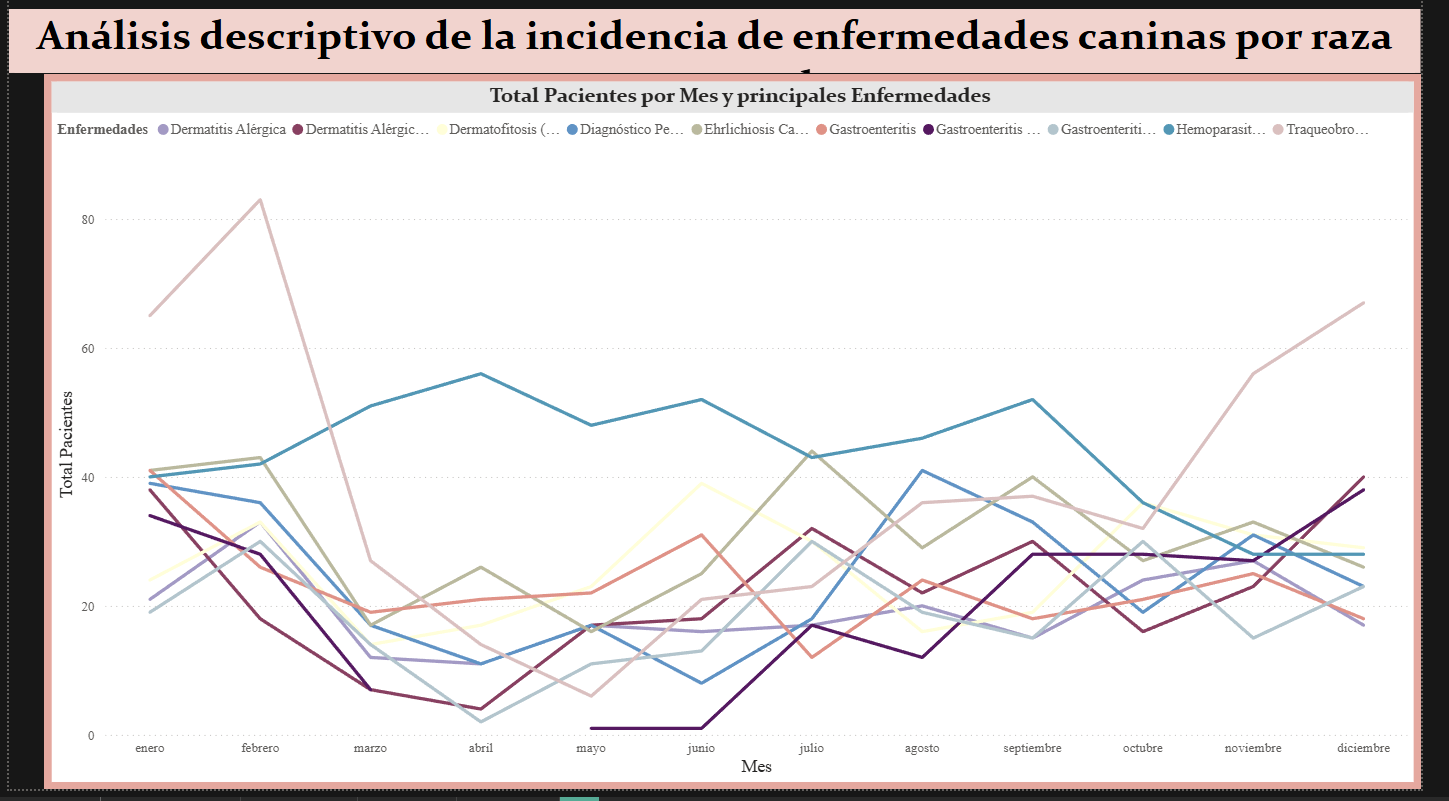 Análisis descriptivo de la incidencia de enfermedades caninas por raza
Total Pacientes por Mes y principales Enfermedades
Enfermedades Dermatitis Alérgica Dermatitis Alérgic... Dermatofitosis (... Diagnóstico Pe... Ehrlichiosis Ca... Gastroenteritis Gastroenteritis ... Gastroenteriti... Hemoparasit... Traqueobro...
80
60
40
20
0
Total Pacientes
enero febrero marzo abril mayo junio julio agosto septiembre octubre noviembre diciembre
Mes